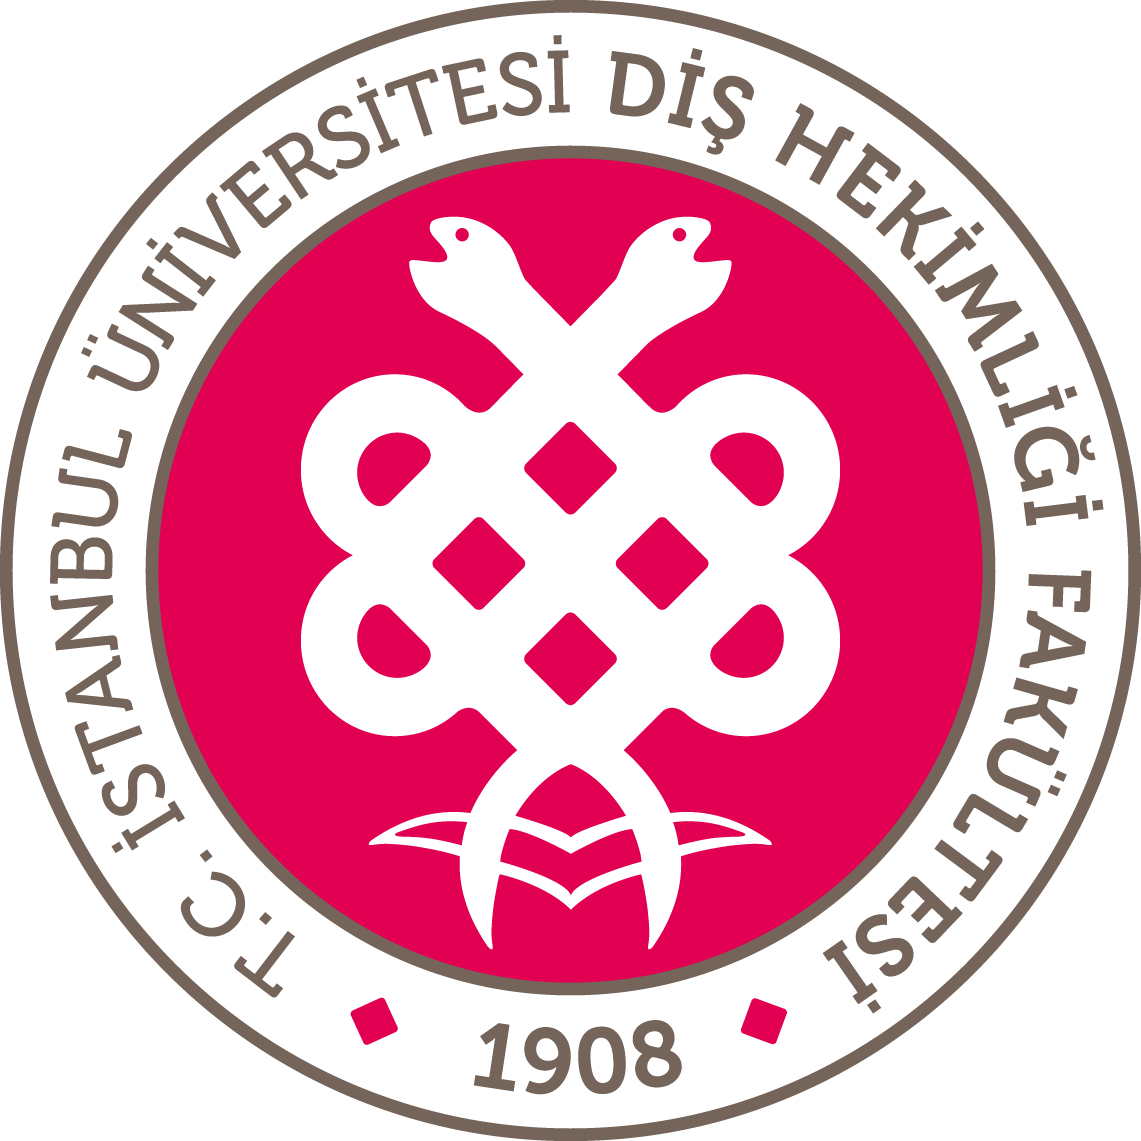 T.C. İSTANBUL ÜNİVERSİTESİ DİŞ HEKİMLİĞİ FAKÜLTESİ
1908